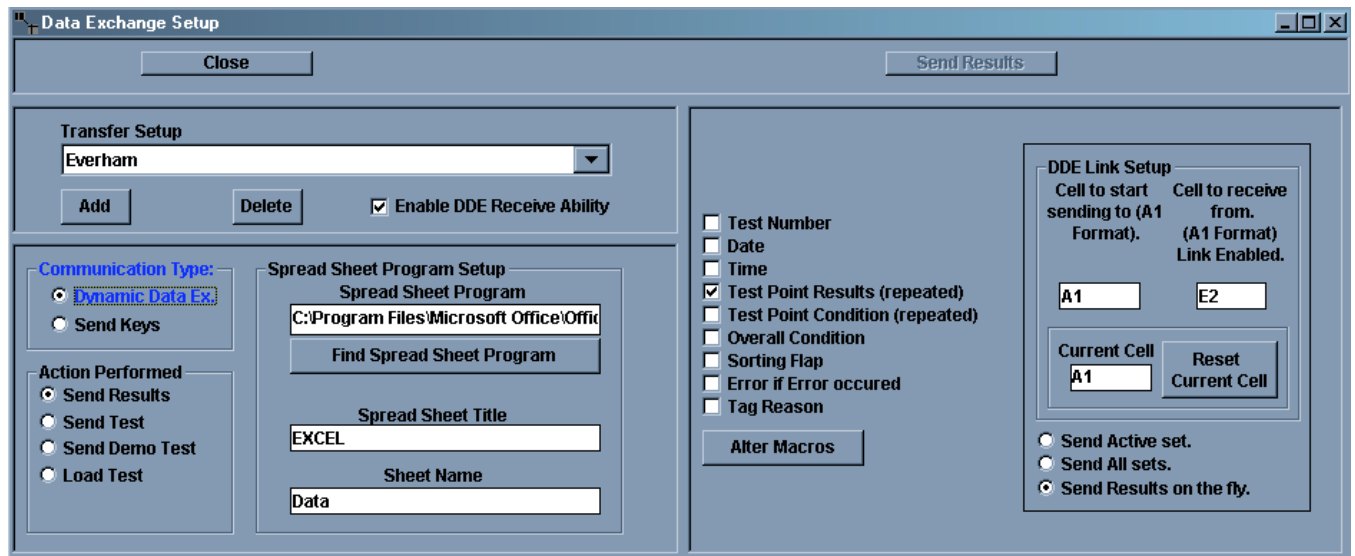 Data Exchange Setup
Close
Send Results
Transfer Setup
Everham
Add
Delete
Enable DDE Receive Ability
Communication Type:
Dynamic Data Ex.
Send Keys
Action Performed
Send Results
Send Test
Send Demo Test
Load Test
Spread Sheet Program Setup
Spread Sheet Program
C:\Program Files\Microsoft Office\Offic
Find Spread Sheet Program
Spread Sheet Title
EXCEL
Sheet Name
Data
Test Number
Date
Time
Test Point Results (repeated)
Test Point Condition (repeated)
Overall Condition
Sorting Flap
Error if Error occured
Tag Reason
Alter Macros
DDE Link Setup
Cell to start
sending to (A1
Format).
Cell to receive
from.
(A1 Format)
Link Enabled.
A1
E2
Current Cell
A1
Reset
Current Cell
Send Active set.
Send All sets.
Send Results on the fly.